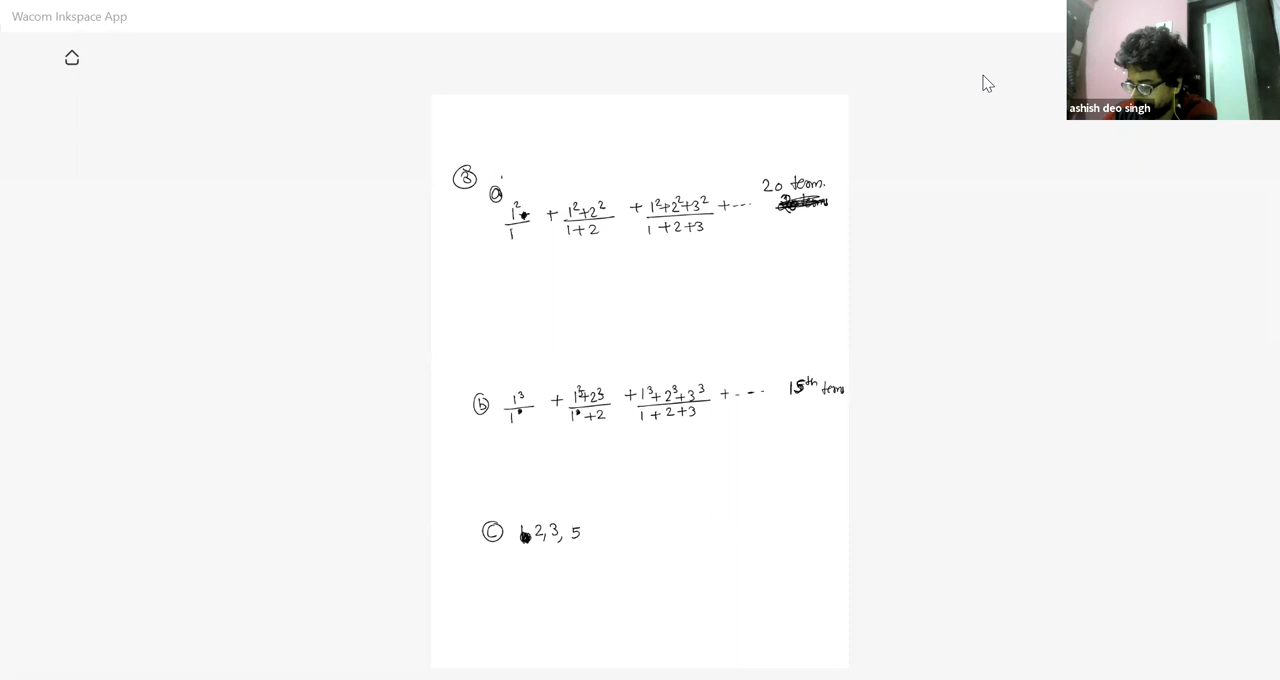 Wacom Inkspace App
ashish deo singh
③
ⓐ 1²/1 + (1²+2²)/(1+2) + (1²+2²+3²)/(1+2+3) + --- 20 term.
ⓑ 1³/1 + (1³+2³)/(1+2) + (1³+2³+3³)/(1+2+3) + --- 15th term
ⓒ 2, 3, 5